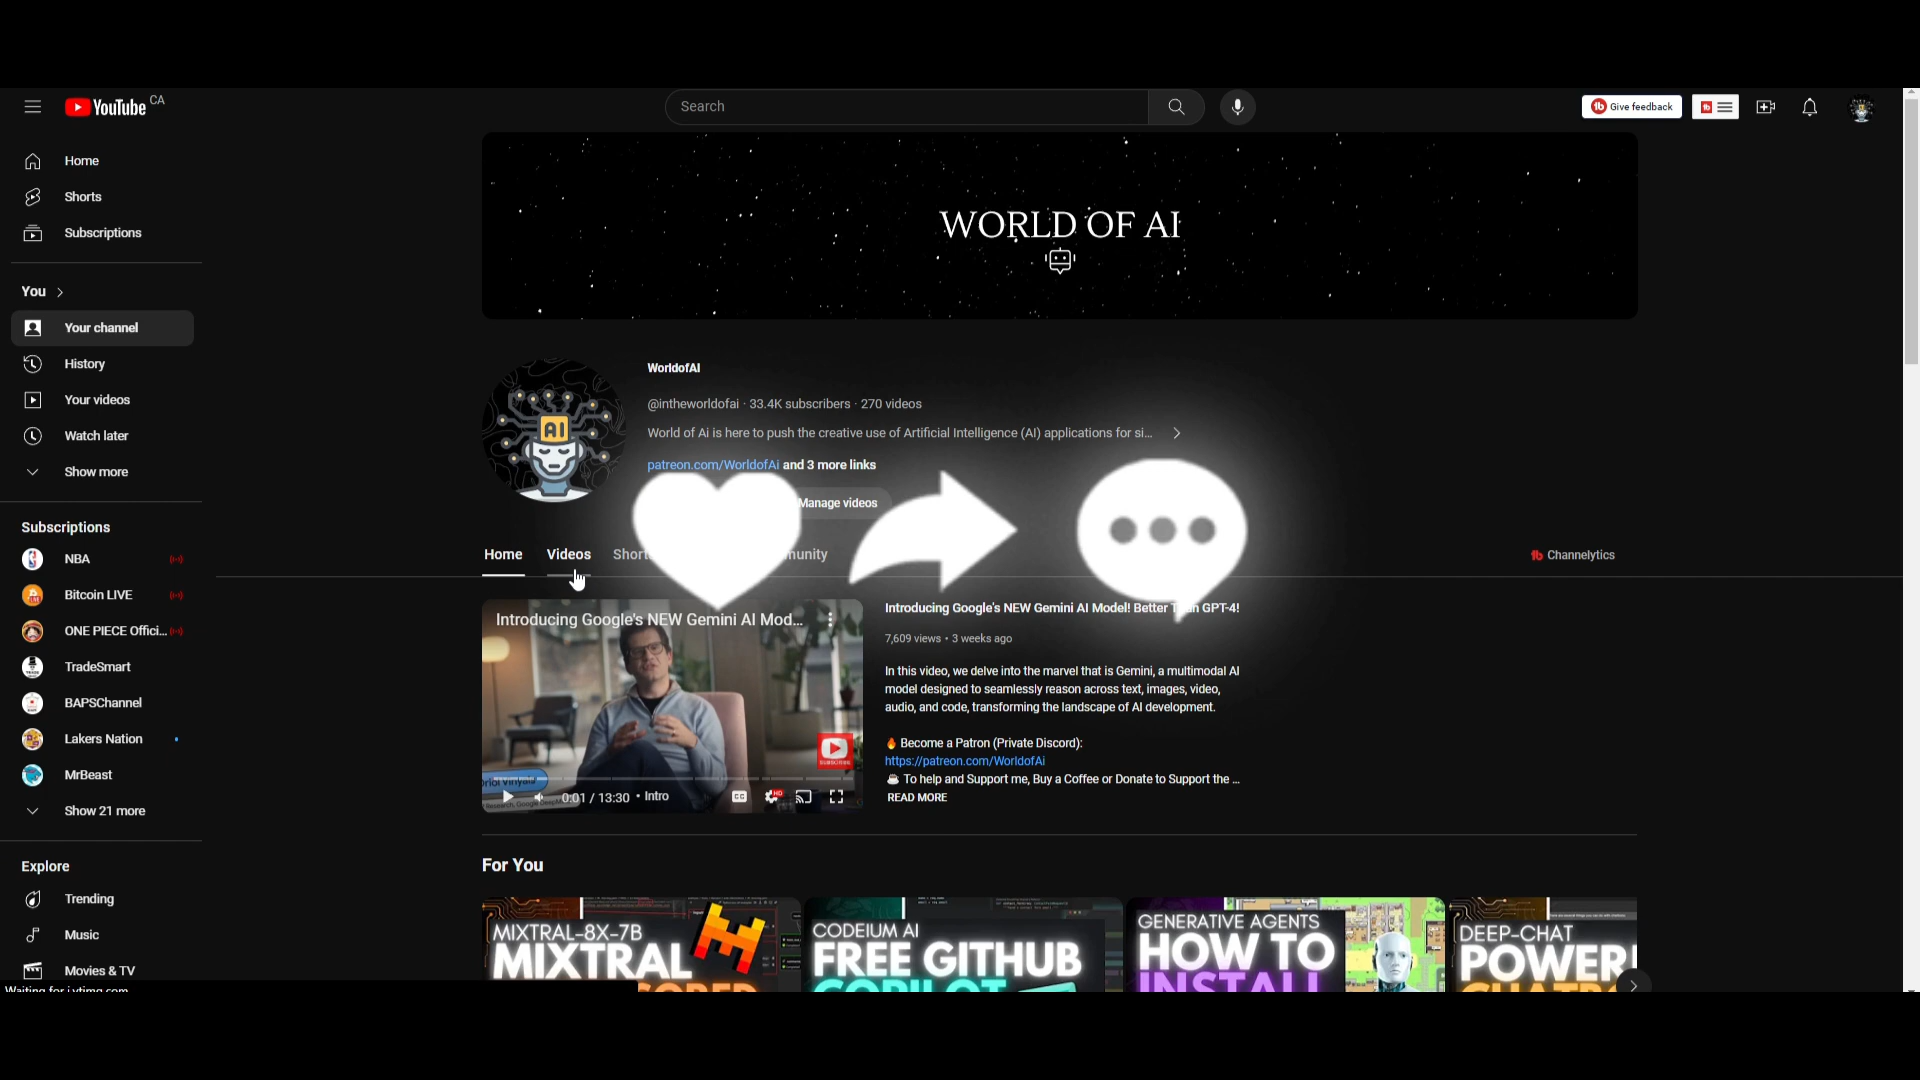 YouTube CA
Search
Give feedback
Home
Shorts
Subscriptions
You
Your channel
History
Your videos
Watch later
Show more
Subscriptions
NBA
Bitcoin LIVE
ONE PIECE Offici...
TradeSmart
BAPSChannel
Lakers Nation
MrBeast
Show 21 more
Explore
Trending
Music
Movies & TV
WORLD OF AI
AI
WorldofAI
@intheworldofai · 33.4K subscribers · 270 videos
World of Ai is here to push the creative use of Artificial Intelligence (AI) applications for si...
patreon.com/WorldofAi and 3 more links
Manage videos
Home Videos
Channelytics
Introducing Google's NEW Gemini AI Mod...
SUBSCRIBE
0:01 / 13:30 • Intro
CC HD
Introducing Google's NEW Gemini AI Model! Better GPT-4!
7,609 views • 3 weeks ago
In this video, we delve into the marvel that is Gemini, a multimodal AI
model designed to seamlessly reason across text, images, video,
audio, and code, transforming the landscape of AI development.
🔥 Become a Patron (Private Discord):
https://patreon.com/WorldofAi
☕ To help and Support me, Buy a Coffee or Donate to Support the ...
READ MORE
For You
MIXTRAL-8X-7B
MIXTRAL
CODEIUM AI
FREE GITHUB
COPILOT
GENERATIVE AGENTS
HOW TO
INSTALL
DEEP-CHAT